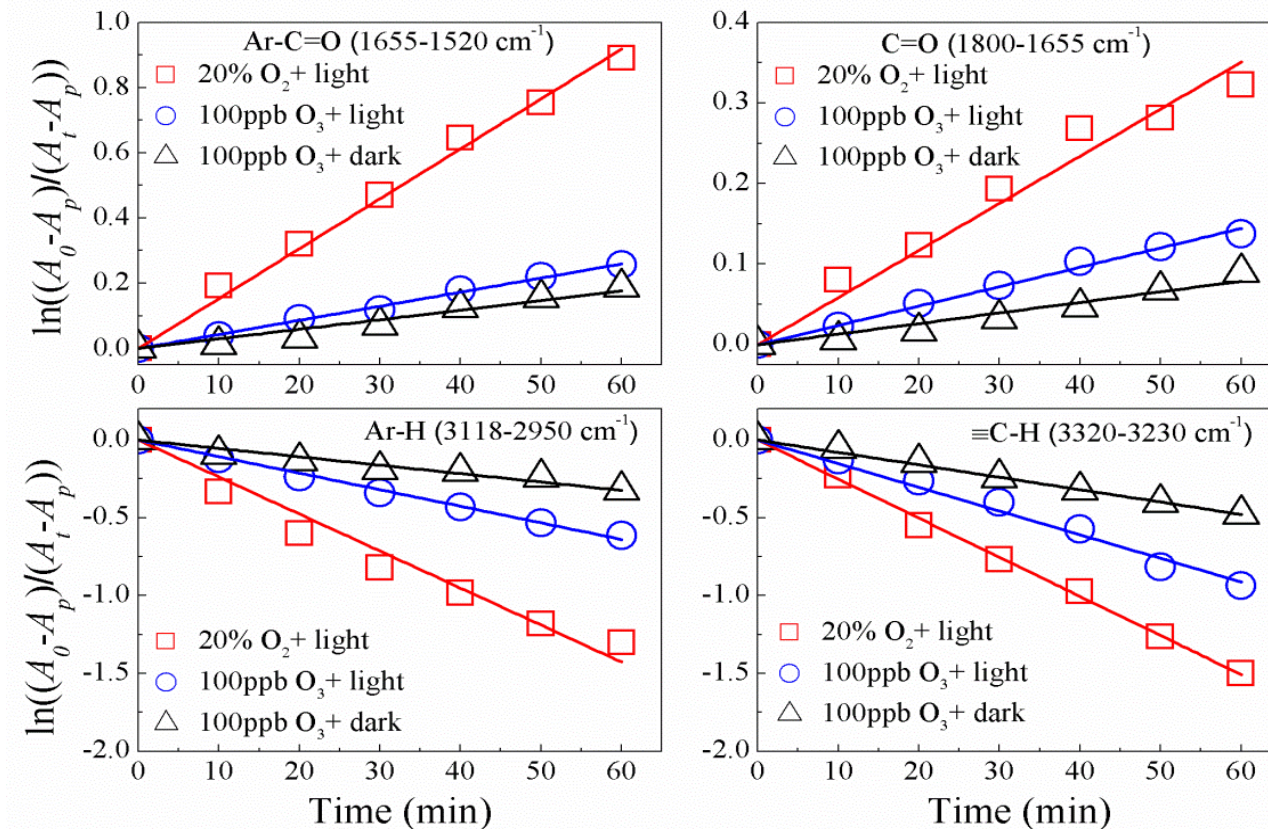 ln((A₀-Aₚ)/(Aₜ-Aₚ))
1.0
0.8
0.6
0.4
0.2
0.0
Ar-C=O (1655-1520 cm⁻¹)
20% O₂+ light
100ppb O₃+ light
100ppb O₃+ dark
0 10 20 30 40 50 60
0.4
0.3
0.2
0.1
0.0
C=O (1800-1655 cm⁻¹)
20% O₂+ light
100ppb O₃+ light
100ppb O₃+ dark
0 10 20 30 40 50 60
ln((A₀-Aₚ)/(Aₜ-Aₚ))
0.0
-0.5
-1.0
-1.5
-2.0
Ar-H (3118-2950 cm⁻¹)
20% O₂+ light
100ppb O₃+ light
100ppb O₃+ dark
0 10 20 30 40 50 60
Time (min)
0.0
-0.5
-1.0
-1.5
-2.0
≡C-H (3320-3230 cm⁻¹)
20% O₂+ light
100ppb O₃+ light
100ppb O₃+ dark
0 10 20 30 40 50 60
Time (min)